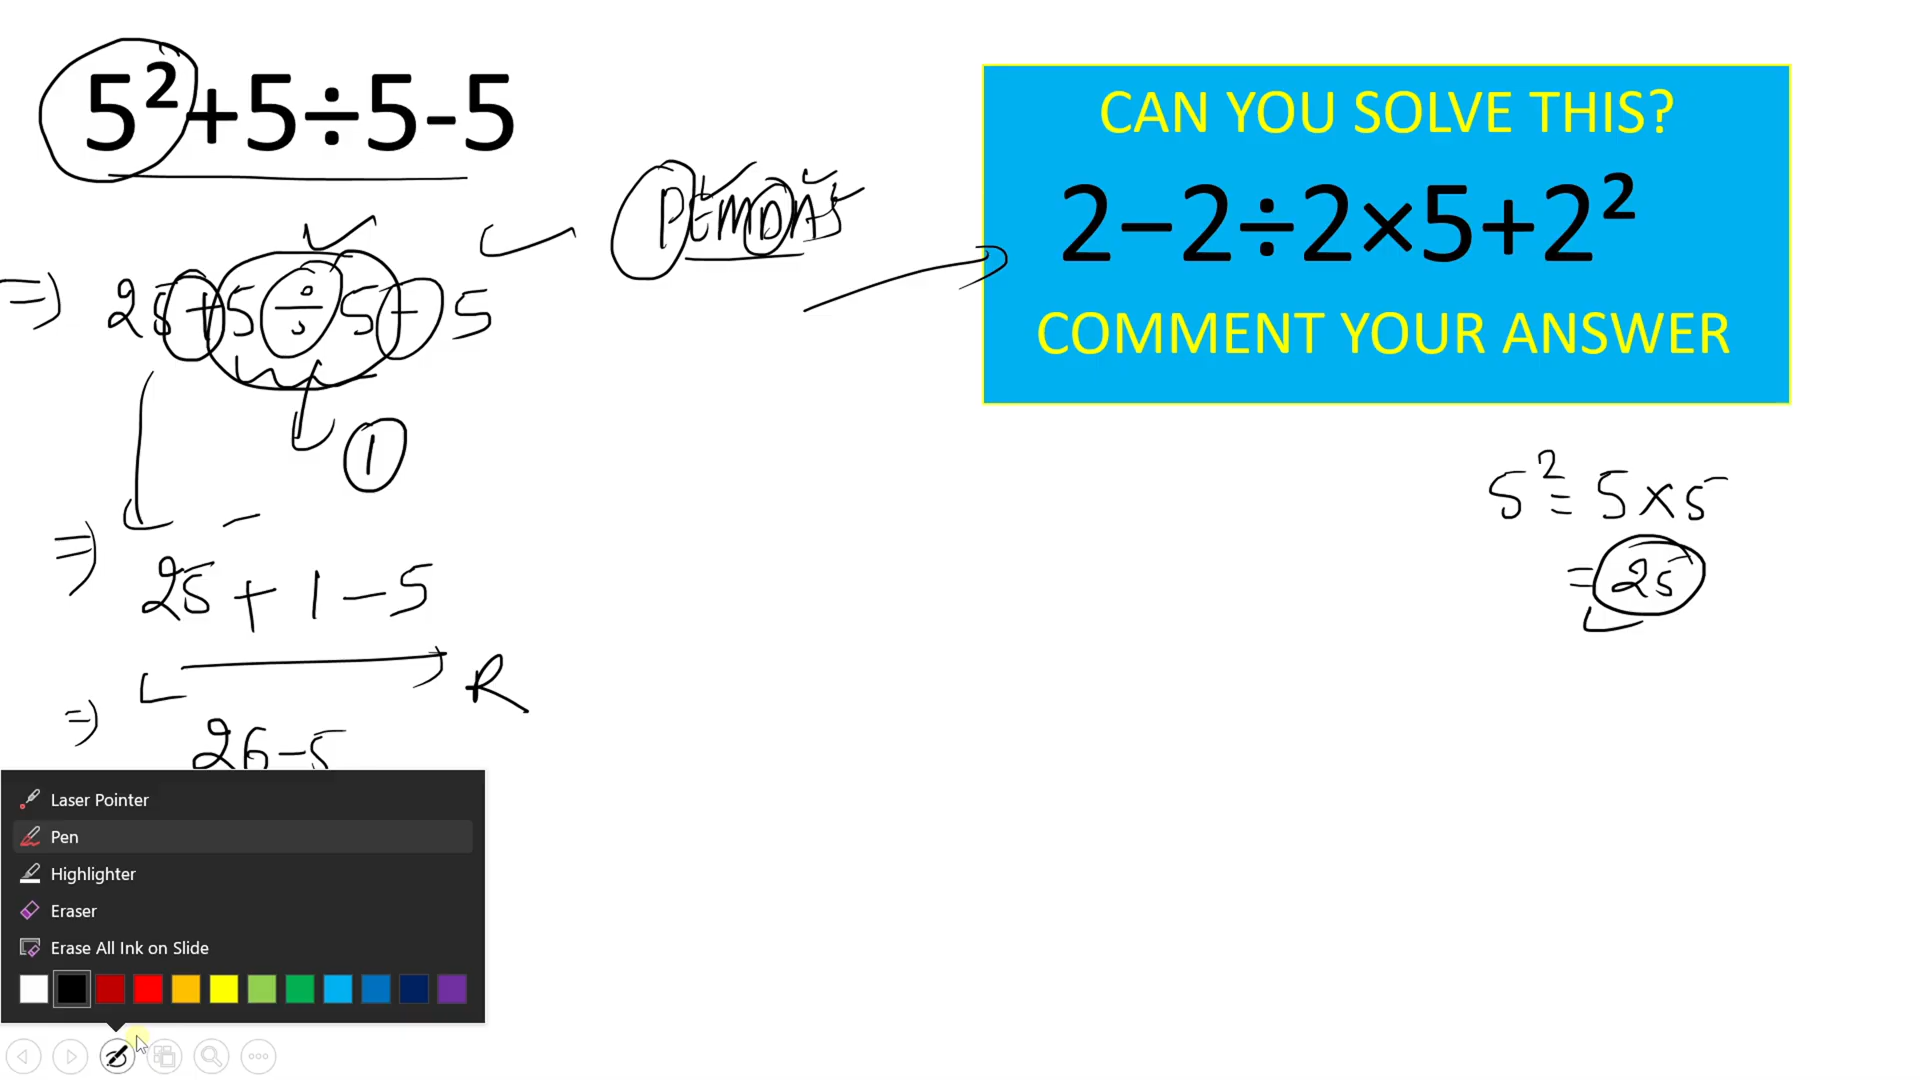 5²+5÷5-5
PEMDAS
=> 25+5÷5-5
1
=> 25+1-5
L R
=> 26-5
CAN YOU SOLVE THIS?
2−2÷2×5+2²
COMMENT YOUR ANSWER
5² = 5×5
= 25
Laser Pointer
Pen
Highlighter
Eraser
Erase All Ink on Slide